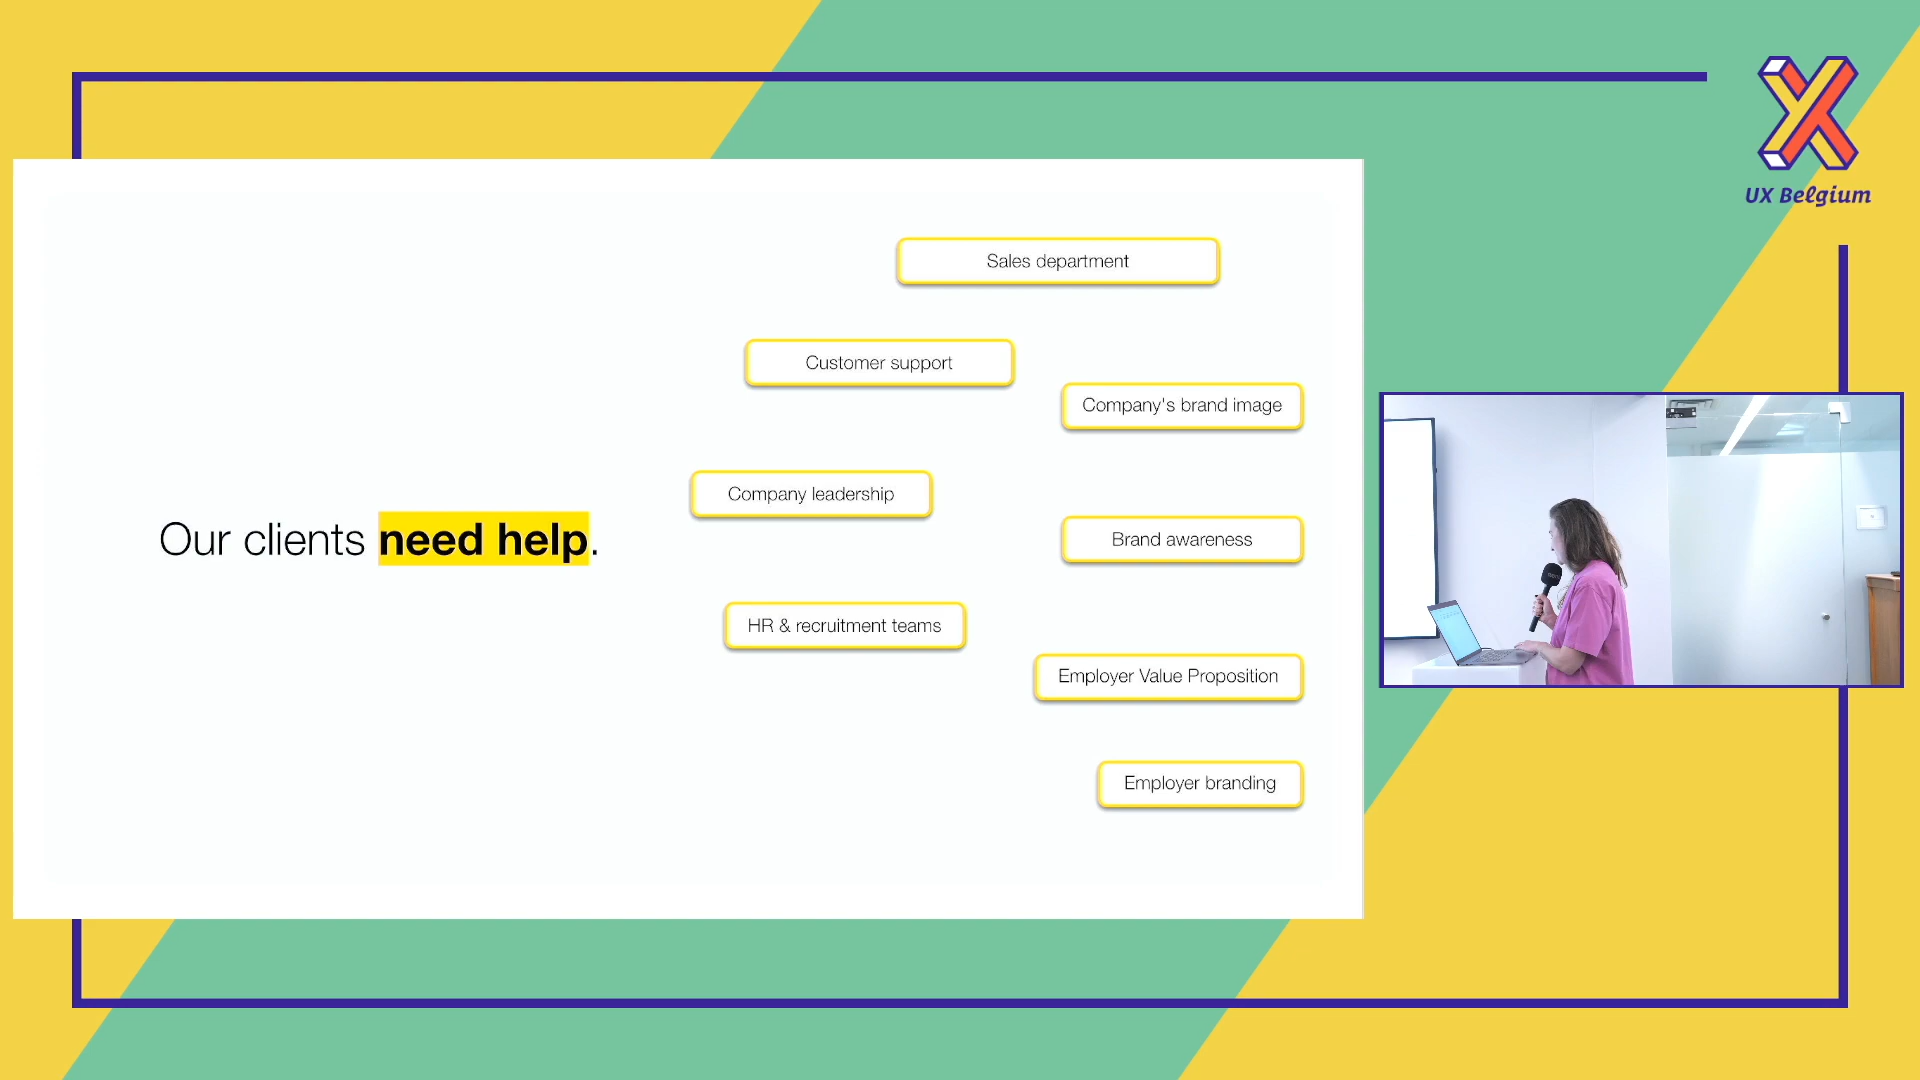 UX Belgium
Sales department
Customer support
Company's brand image
Company leadership
Our clients need help.
Brand awareness
HR & recruitment teams
Employer Value Proposition
Employer branding